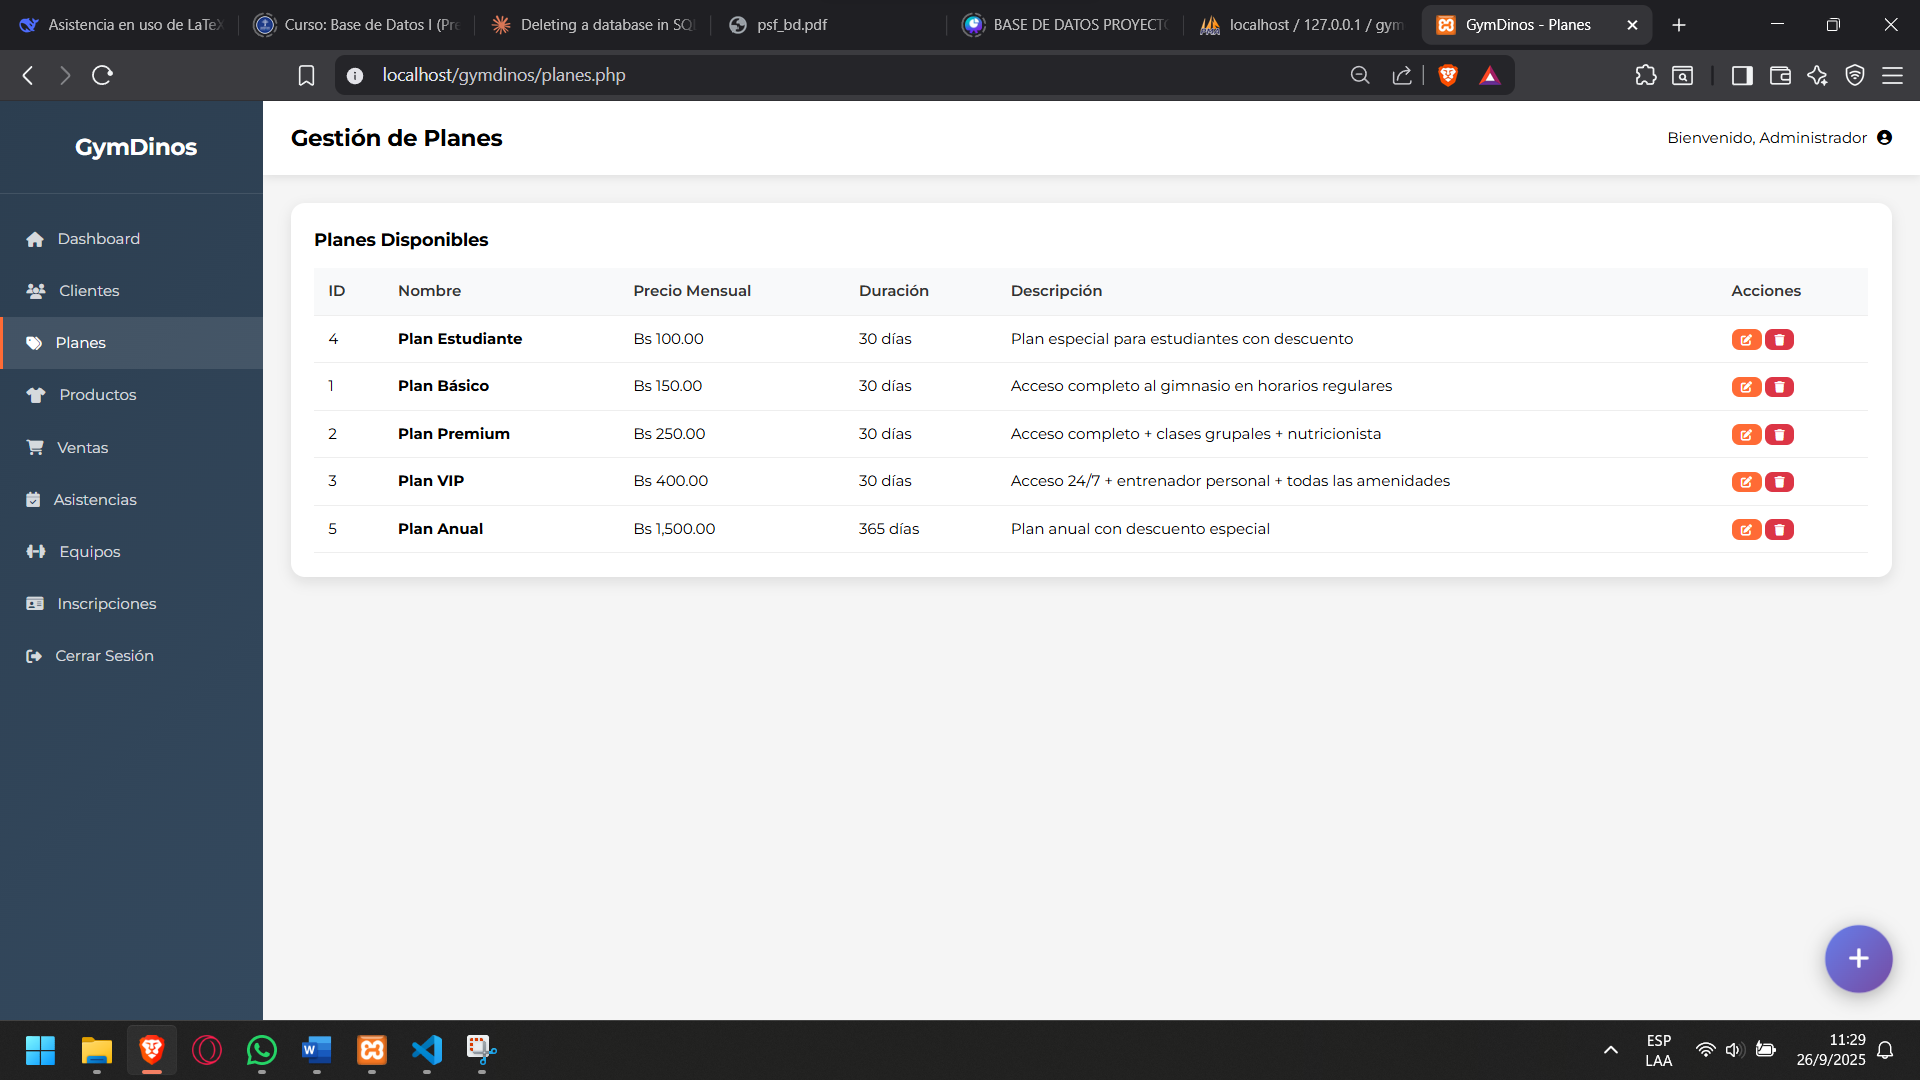 Asistencia en uso de LaTeX
Curso: Base de Datos I (Pre
Deleting a database in SQL
psf_bd.pdf
BASE DE DATOS PROYECTO
localhost / 127.0.0.1 / gym
GymDinos - Planes
localhost/gymdinos/planes.php
GymDinos
Gestión de Planes
Bienvenido, Administrador
Dashboard
Clientes
Planes
Productos
Ventas
Asistencias
Equipos
Inscripciones
Cerrar Sesión
Planes Disponibles
ID Nombre Precio Mensual Duración Descripción Acciones
4 Plan Estudiante Bs 100.00 30 días Plan especial para estudiantes con descuento
1 Plan Básico Bs 150.00 30 días Acceso completo al gimnasio en horarios regulares
2 Plan Premium Bs 250.00 30 días Acceso completo + clases grupales + nutricionista
3 Plan VIP Bs 400.00 30 días Acceso 24/7 + entrenador personal + todas las amenidades
5 Plan Anual Bs 1,500.00 365 días Plan anual con descuento especial
+
ESP
LAA
11:29
26/9/2025